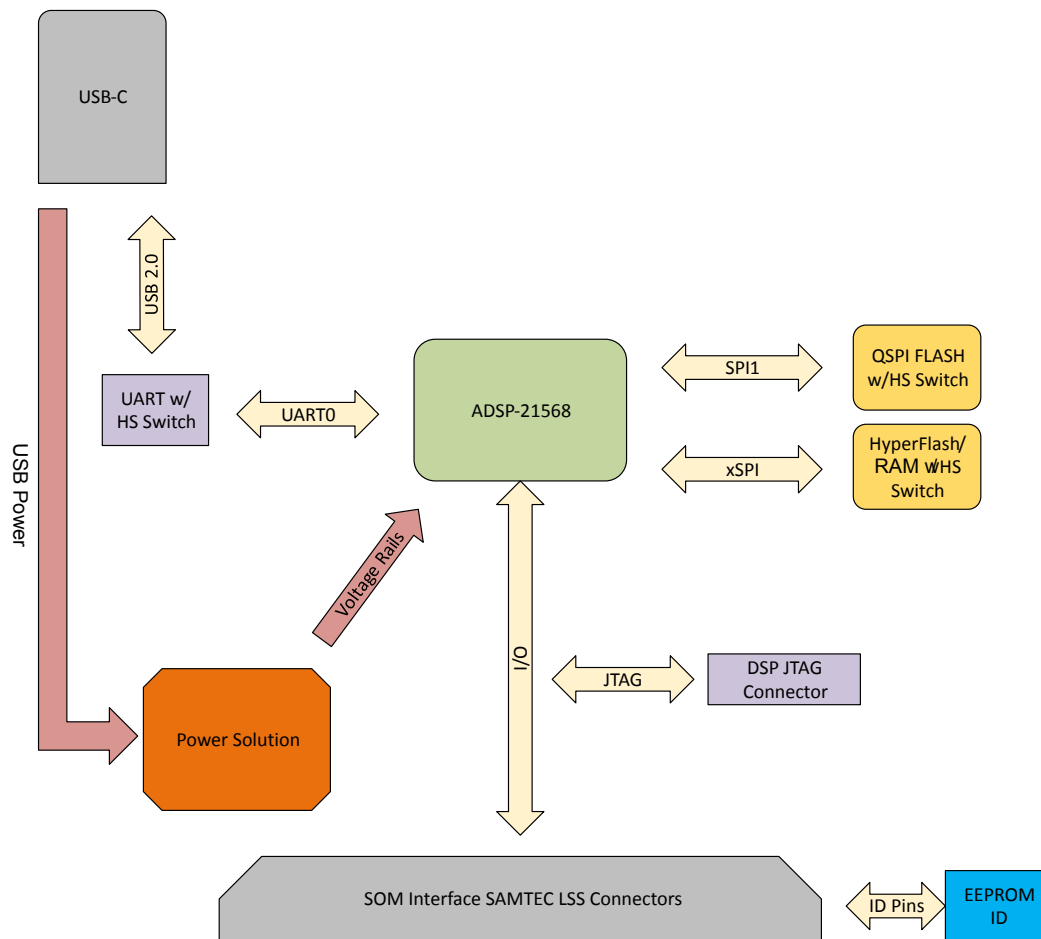 USB-C
USB 2.0
UART w/
HS Switch
UART0
ADSP-21568
SPI1
QSPI FLASH
w/HS Switch
xSPI
HyperFlash/
RAM w/HS
Switch
USB Power
Voltage Rails
I/O
JTAG
DSP JTAG
Connector
Power Solution
SOM Interface SAMTEC LSS Connectors
ID Pins
EEPROM
ID